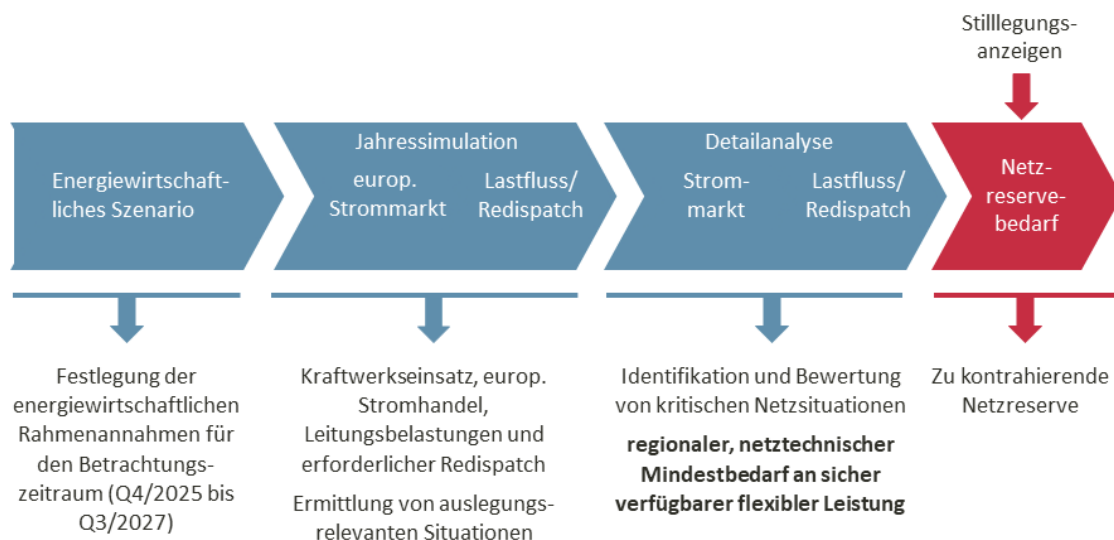 Stilllegungs-
anzeigen
Energiewirtschaft-
liches Szenario
Jahressimulation
europ.
Strommarkt
Lastfluss/
Redispatch
Detailanalyse
Strom-
markt
Lastfluss/
Redispatch
Netz-
reserve-
bedarf
Festlegung der
energiewirtschaftlichen
Rahmenannahmen für
den Betrachtungs-
zeitraum (Q4/2025 bis
Q3/2027)
Kraftwerkseinsatz, europ.
Stromhandel,
Leitungsbelastungen und
erforderlicher Redispatch
Ermittlung von auslegungs-
relevanten Situationen
Identifikation und Bewertung
von kritischen Netzsituationen
regionaler, netztechnischer
Mindestbedarf an sicher
verfügbarer flexibler Leistung
Zu kontrahierende
Netzreserve